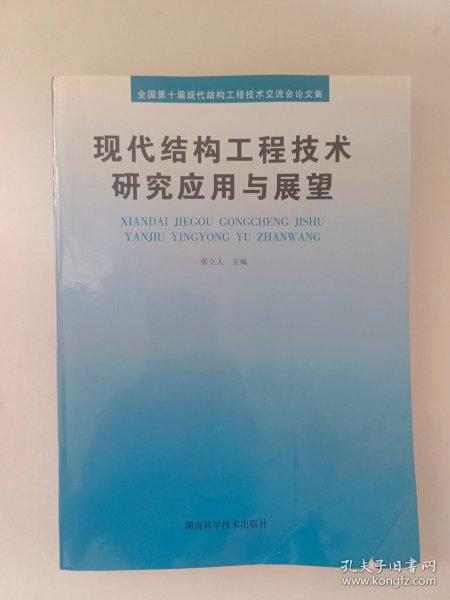 全国第十届现代结构工程技术交流会论文集
现代结构工程技术
研究应用与展望
XIANDAI JIEGOU GONGCHENG JISHU
YANJIU YINGYONG YU ZHANWANG
张立人 主编
湖南科学技术出版社
孔夫子旧书网
www.kongfz.com